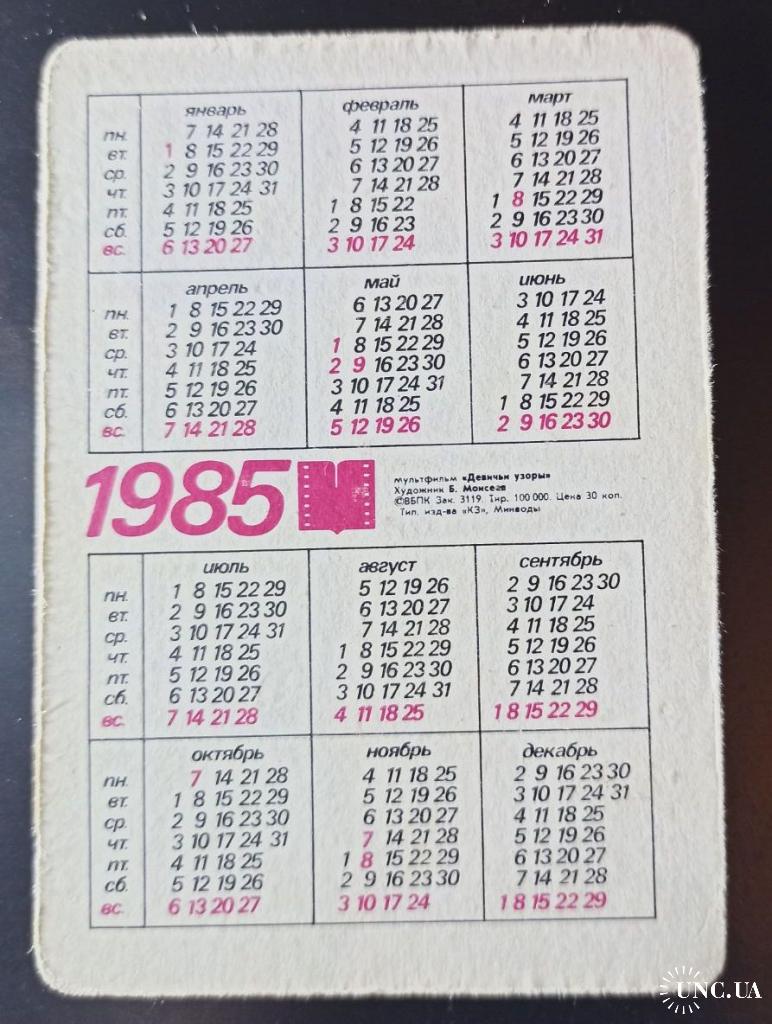 январь февраль март
пн. 7 14 21 28 4 11 18 25 4 11 18 25
вт. 1 8 15 22 29 5 12 19 26 5 12 19 26
ср. 2 9 16 23 30 6 13 20 27 6 13 20 27
чт. 3 10 17 24 31 7 14 21 28 7 14 21 28
пт. 4 11 18 25 1 8 15 22 1 8 15 22 29
сб. 5 12 19 26 2 9 16 23 2 9 16 23 30
вс. 6 13 20 27 3 10 17 24 3 10 17 24 31
апрель май июнь
пн. 1 8 15 22 29 6 13 20 27 3 10 17 24
вт. 2 9 16 23 30 7 14 21 28 4 11 18 25
ср. 3 10 17 24 1 8 15 22 29 5 12 19 26
чт. 4 11 18 25 2 9 16 23 30 6 13 20 27
пт. 5 12 19 26 3 10 17 24 31 7 14 21 28
сб. 6 13 20 27 4 11 18 25 1 8 15 22 29
вс. 7 14 21 28 5 12 19 26 2 9 16 23 30
1985
мультфильм «Девичьи узоры»
Художник Б. Моисеев
©ВБПК Зак. 3119. Тир. 100 000. Цена 30 коп.
Тип. изд-ва «КЗ», Минводы
июль август сентябрь
пн. 1 8 15 22 29 5 12 19 26 2 9 16 23 30
вт. 2 9 16 23 30 6 13 20 27 3 10 17 24
ср. 3 10 17 24 31 7 14 21 28 4 11 18 25
чт. 4 11 18 25 1 8 15 22 29 5 12 19 26
пт. 5 12 19 26 2 9 16 23 30 6 13 20 27
сб. 6 13 20 27 3 10 17 24 31 7 14 21 28
вс. 7 14 21 28 4 11 18 25 1 8 15 22 29
октябрь ноябрь декабрь
пн. 7 14 21 28 4 11 18 25 2 9 16 23 30
вт. 1 8 15 22 29 5 12 19 26 3 10 17 24 31
ср. 2 9 16 23 30 6 13 20 27 4 11 18 25
чт. 3 10 17 24 31 7 14 21 28 5 12 19 26
пт. 4 11 18 25 1 8 15 22 29 6 13 20 27
сб. 5 12 19 26 2 9 16 23 30 7 14 21 28
вс. 6 13 20 27 3 10 17 24 1 8 15 22 29
UNC.UA